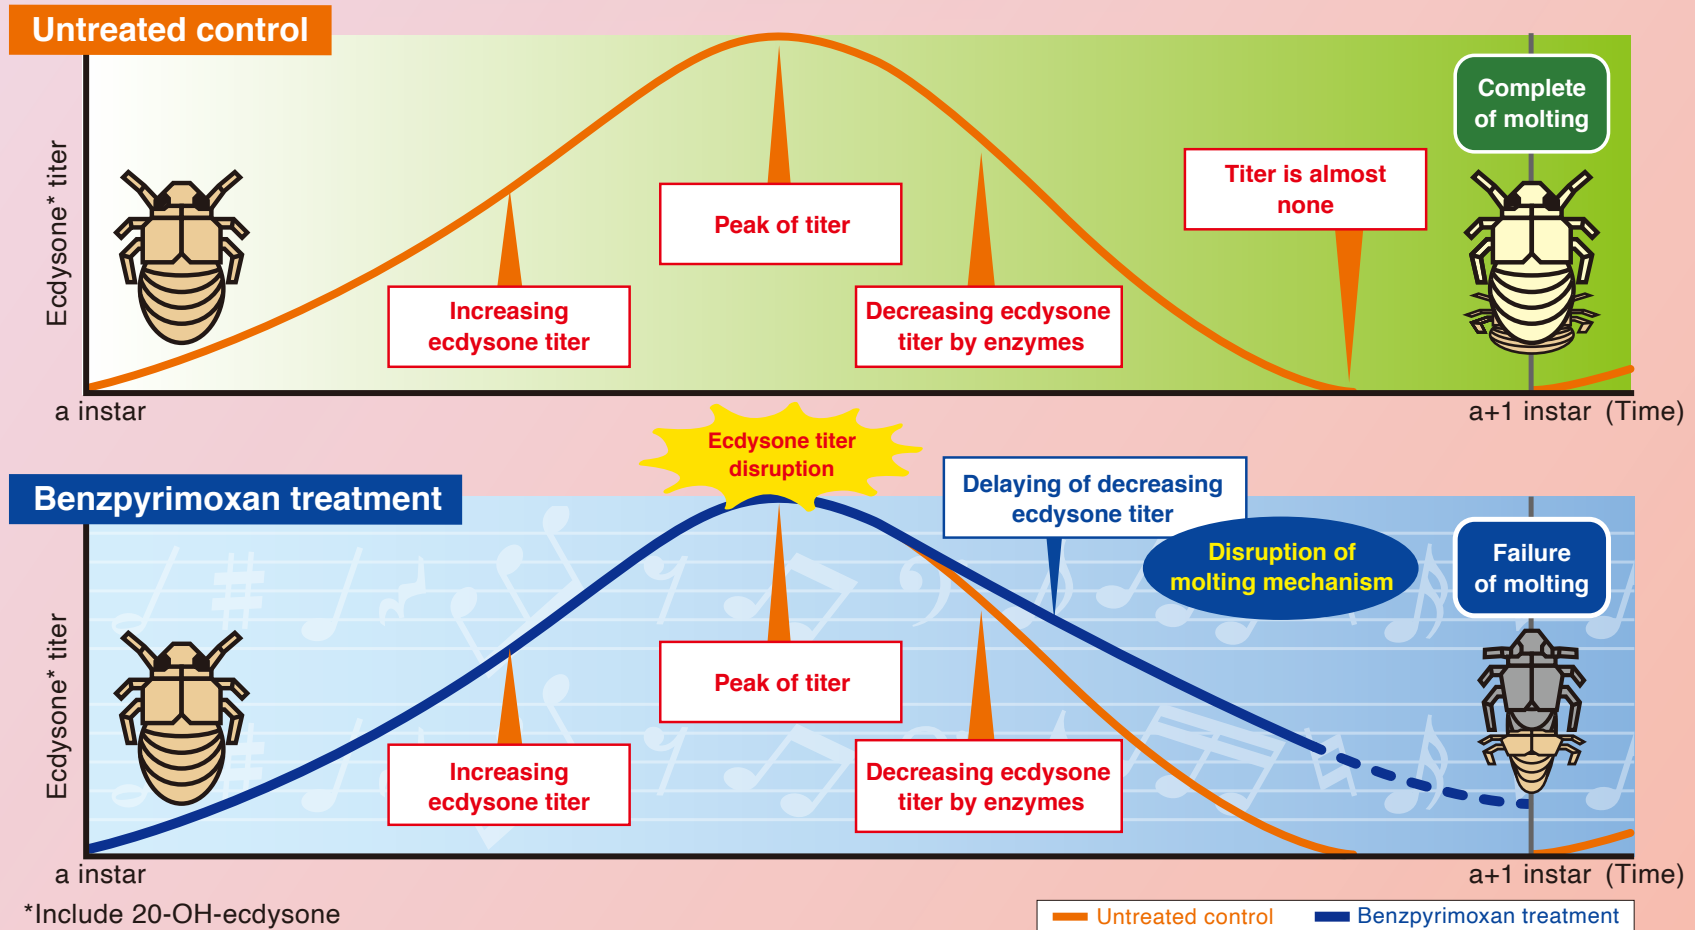 Untreated control
Complete
of molting
Titer is almost
none
Ecdysone* titer
Peak of titer
Increasing
ecdysone titer
Decreasing ecdysone
titer by enzymes
a instar
a+1 instar (Time)
Ecdysone titer
disruption
Benzpyrimoxan treatment
Delaying of decreasing
ecdysone titer
Disruption of
molting mechanism
Failure
of molting
Ecdysone* titer
Peak of titer
Increasing
ecdysone titer
Decreasing ecdysone
titer by enzymes
a instar
a+1 instar (Time)
*Include 20-OH-ecdysone
Untreated control
Benzpyrimoxan treatment